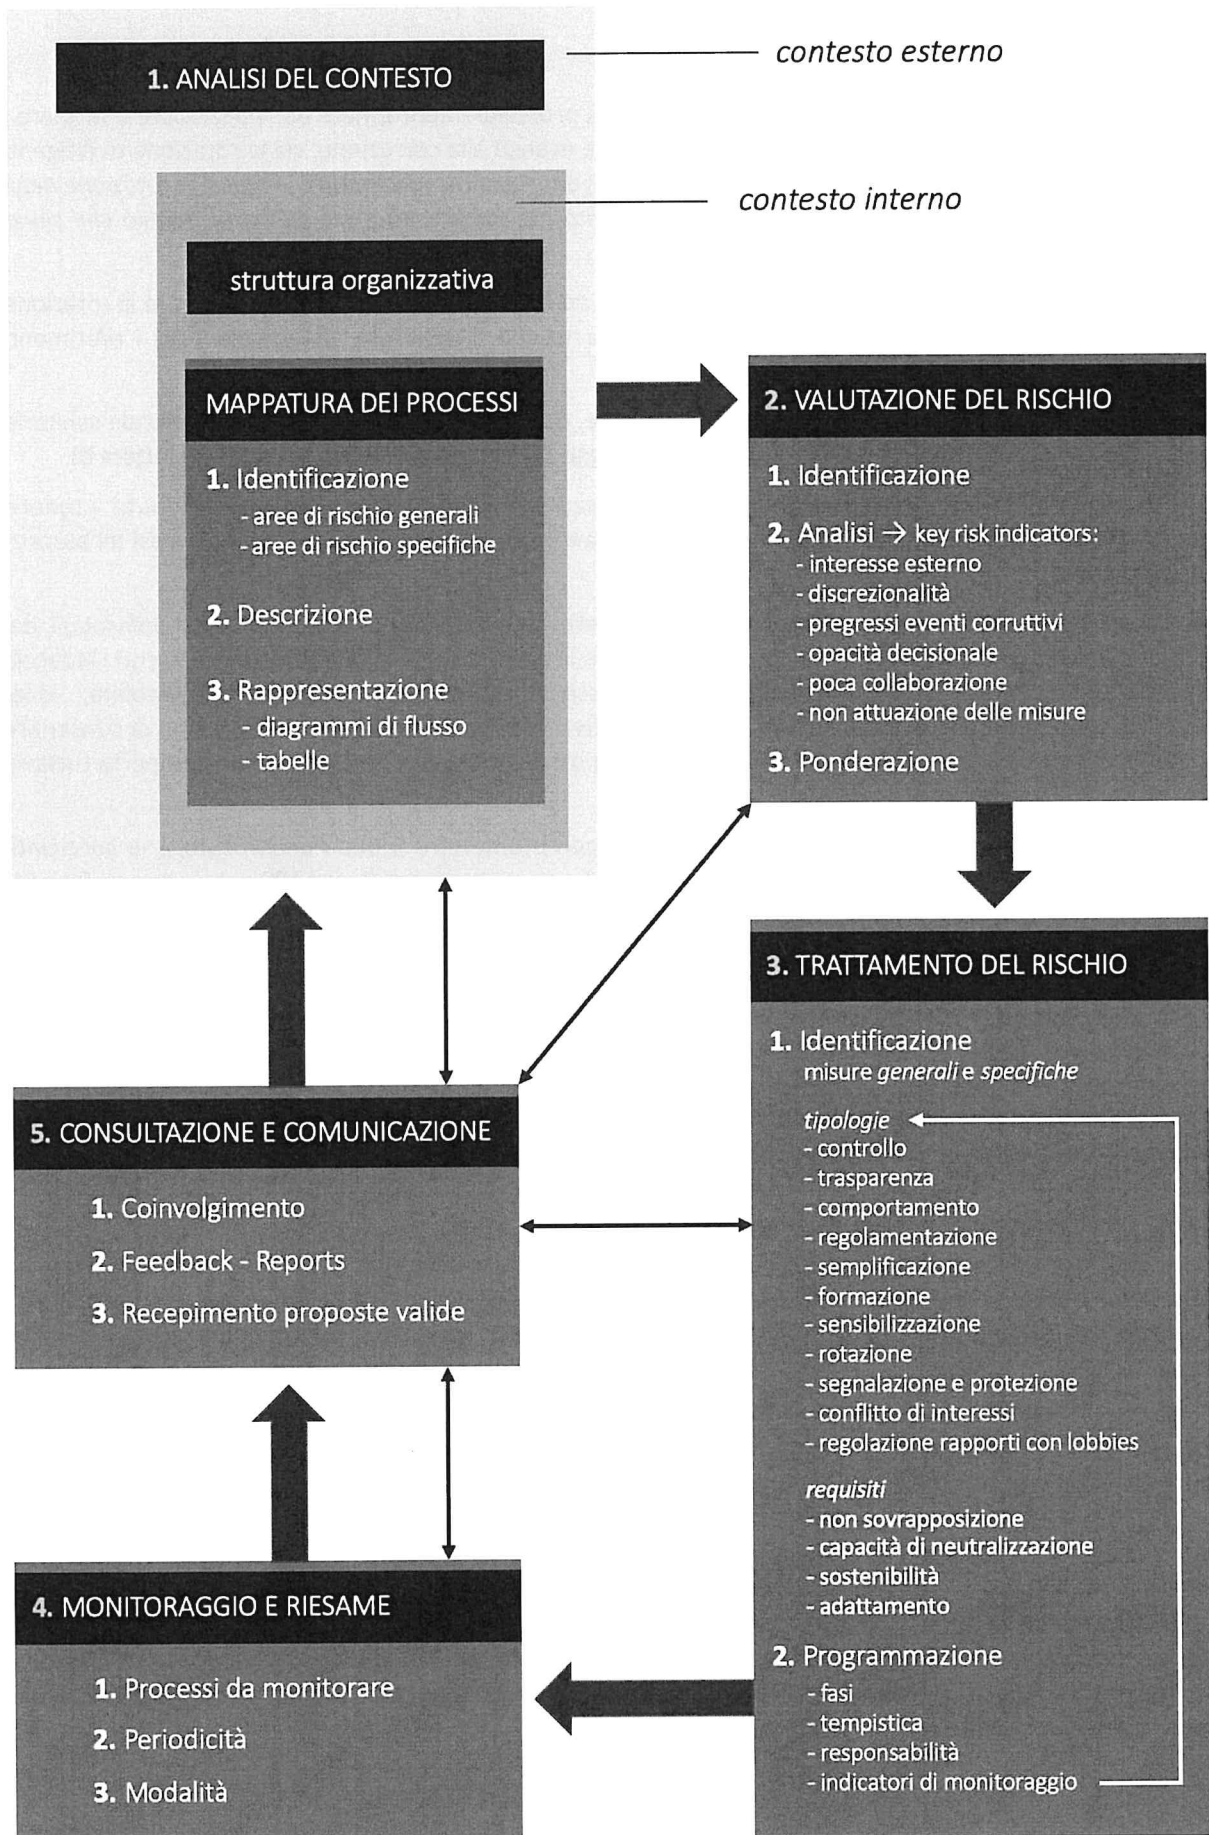 1. ANALISI DEL CONTESTO
contesto esterno
contesto interno
struttura organizzativa
MAPPATURA DEI PROCESSI
1. Identificazione
- aree di rischio generali
- aree di rischio specifiche
2. Descrizione
3. Rappresentazione
- diagrammi di flusso
- tabelle
2. VALUTAZIONE DEL RISCHIO
1. Identificazione
2. Analisi → key risk indicators:
- interesse esterno
- discrezionalità
- pregressi eventi corruttivi
- opacità decisionale
- poca collaborazione
- non attuazione delle misure
3. Ponderazione
3. TRATTAMENTO DEL RISCHIO
1. Identificazione
misure generali e specifiche
tipologie
- controllo
- trasparenza
- comportamento
- regolamentazione
- semplificazione
- formazione
- sensibilizzazione
- rotazione
- segnalazione e protezione
- conflitto di interessi
- regolazione rapporti con lobbies
requisiti
- non sovrapposizione
- capacità di neutralizzazione
- sostenibilità
- adattamento
2. Programmazione
- fasi
- tempistica
- responsabilità
- indicatori di monitoraggio
5. CONSULTAZIONE E COMUNICAZIONE
1. Coinvolgimento
2. Feedback - Reports
3. Recepimento proposte valide
4. MONITORAGGIO E RIESAME
1. Processi da monitorare
2. Periodicità
3. Modalità